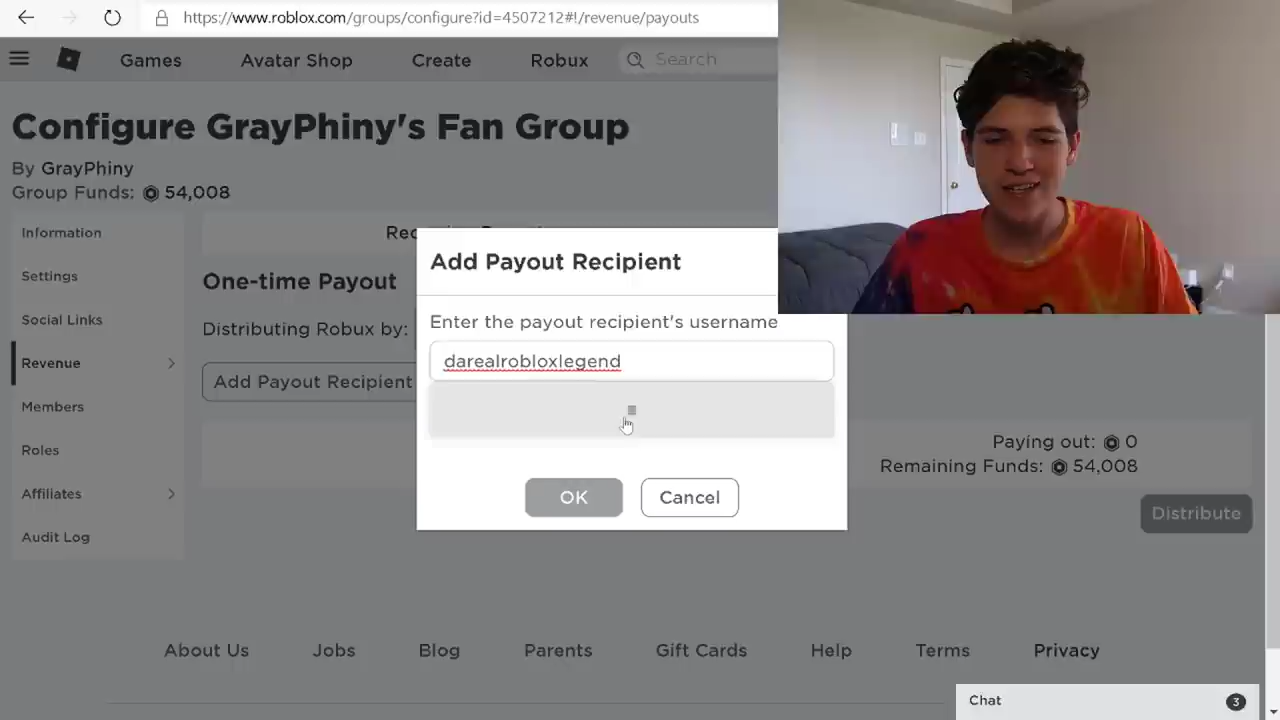 https://www.roblox.com/groups/configure?id=4507212#!/revenue/payouts
Games Avatar Shop Create Robux Search
Configure GrayPhiny's Fan Group
By GrayPhiny
Group Funds: 54,008
Information
Settings
Social Links
Revenue
Members
Roles
Affiliates
Audit Log
One-time Payout
Distributing Robux by:
Add Payout Recipient
Add Payout Recipient
Enter the payout recipient's username
darealrobloxlegend
OK Cancel
Paying out: 0
Remaining Funds: 54,008
Distribute
About Us Jobs Blog Parents Gift Cards Help Terms Privacy
Chat 3